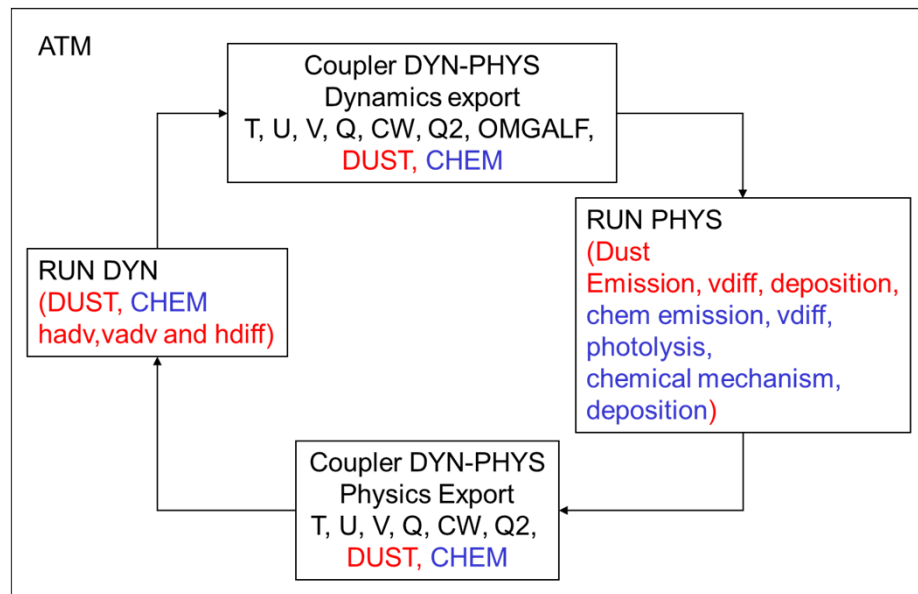 ATM
Coupler DYN-PHYS
Dynamics export
T, U, V, Q, CW, Q2, OMGALF,
DUST, CHEM
RUN PHYS
(Dust
Emission, vdiff, deposition,
chem emission, vdiff,
photolysis,
chemical mechanism,
deposition)
RUN DYN
(DUST, CHEM
hadv,vadv and hdiff)
Coupler DYN-PHYS
Physics Export
T, U, V, Q, CW, Q2,
DUST, CHEM